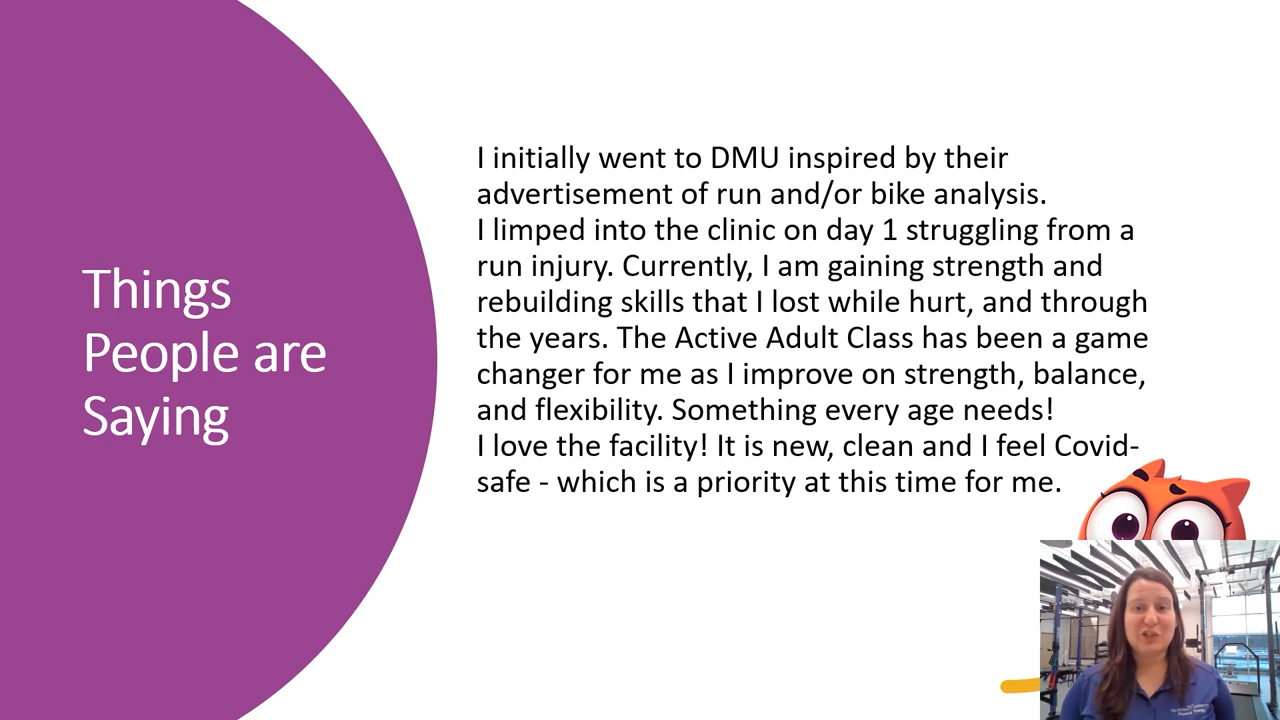 Things
People are
Saying
I initially went to DMU inspired by their
advertisement of run and/or bike analysis.
I limped into the clinic on day 1 struggling from a
run injury. Currently, I am gaining strength and
rebuilding skills that I lost while hurt, and through
the years. The Active Adult Class has been a game
changer for me as I improve on strength, balance,
and flexibility. Something every age needs!
I love the facility! It is new, clean and I feel Covid-
safe - which is a priority at this time for me.